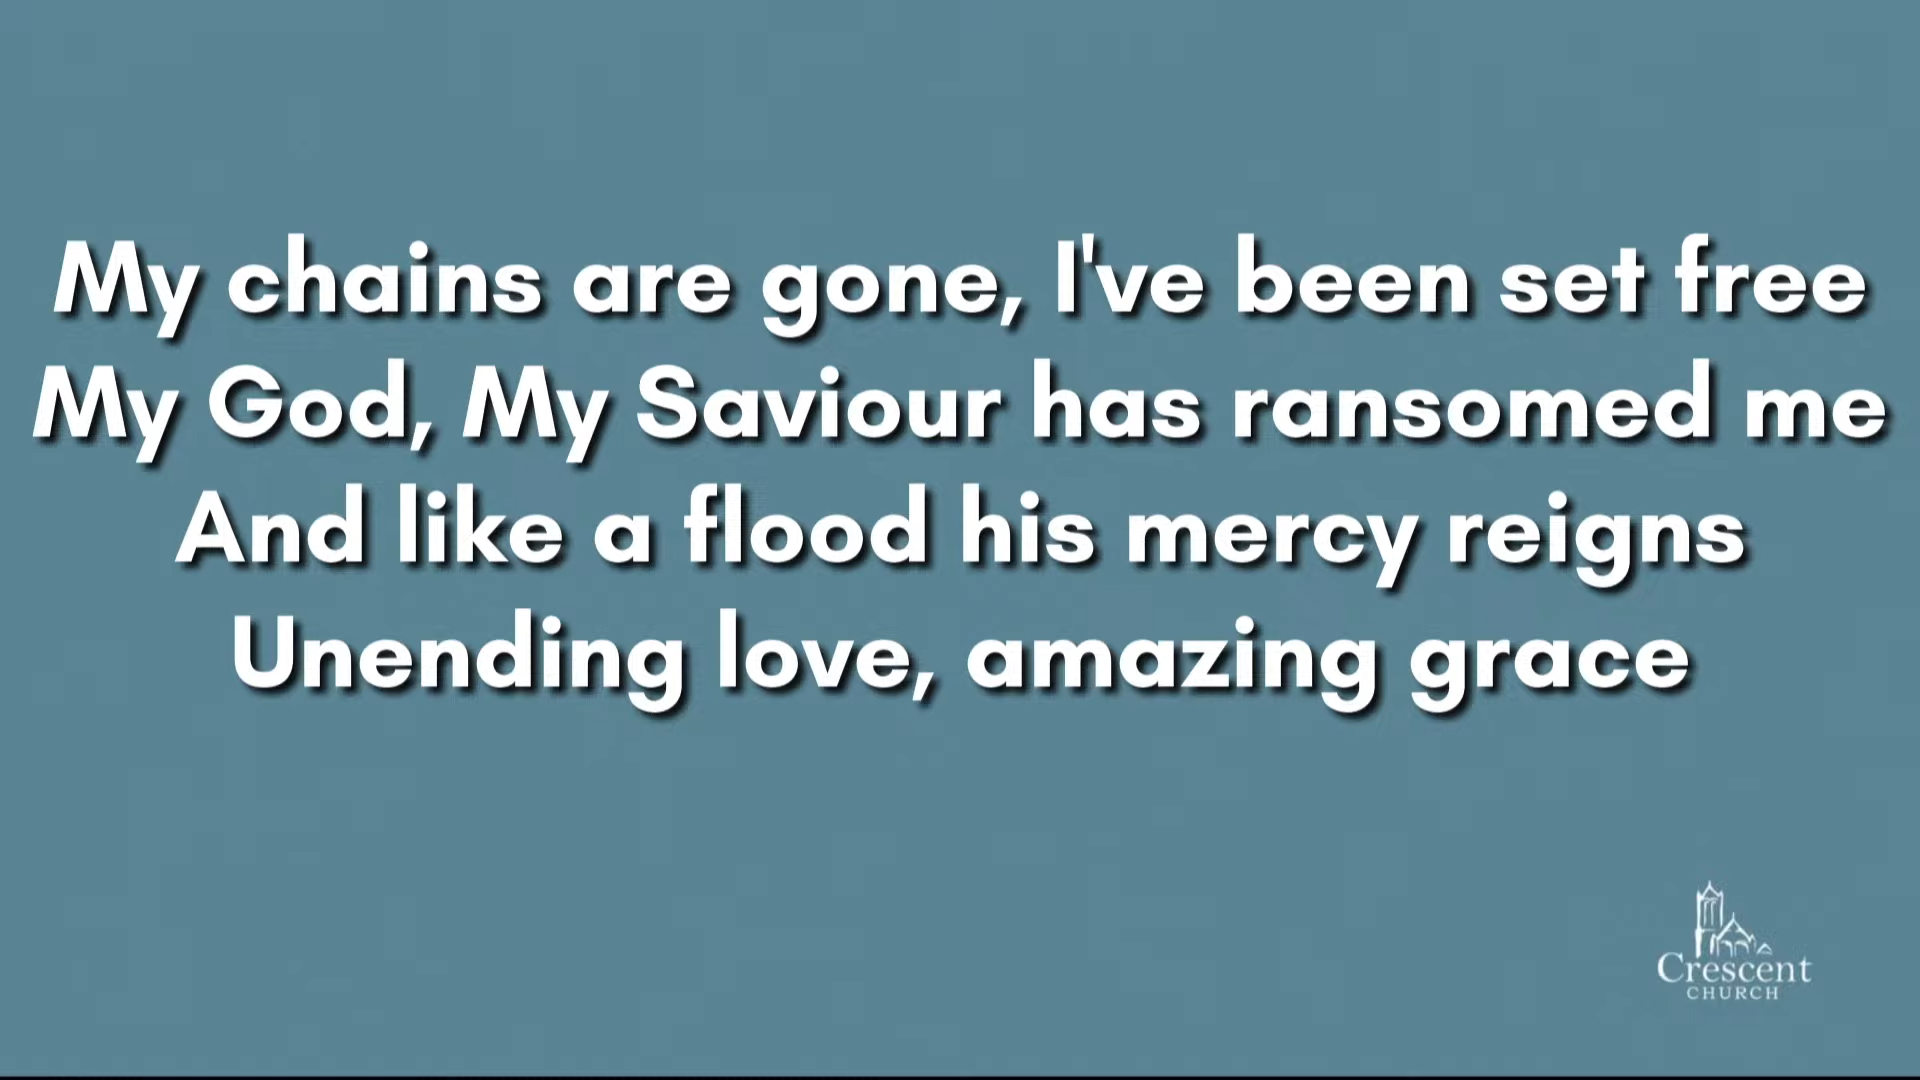 My chains are gone, I've been set free
My God, My Saviour has ransomed me
And like a flood his mercy reigns
Unending love, amazing grace
Crescent
CHURCH